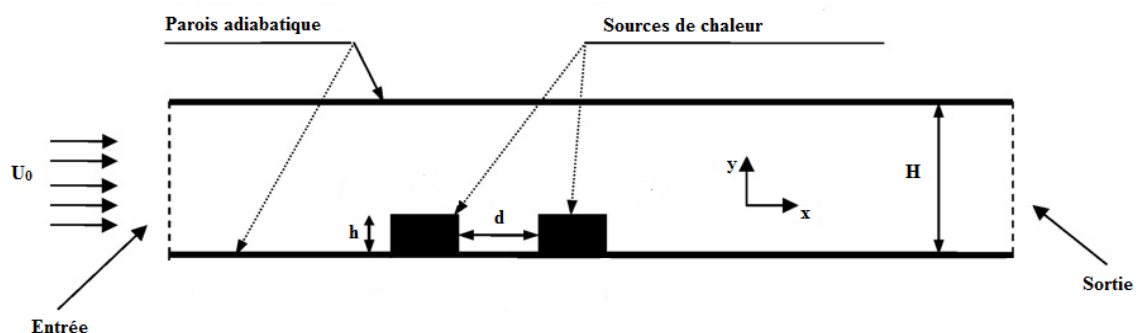 Parois adiabatique
Sources de chaleur
U0
y
x
H
h
d
Entrée
Sortie